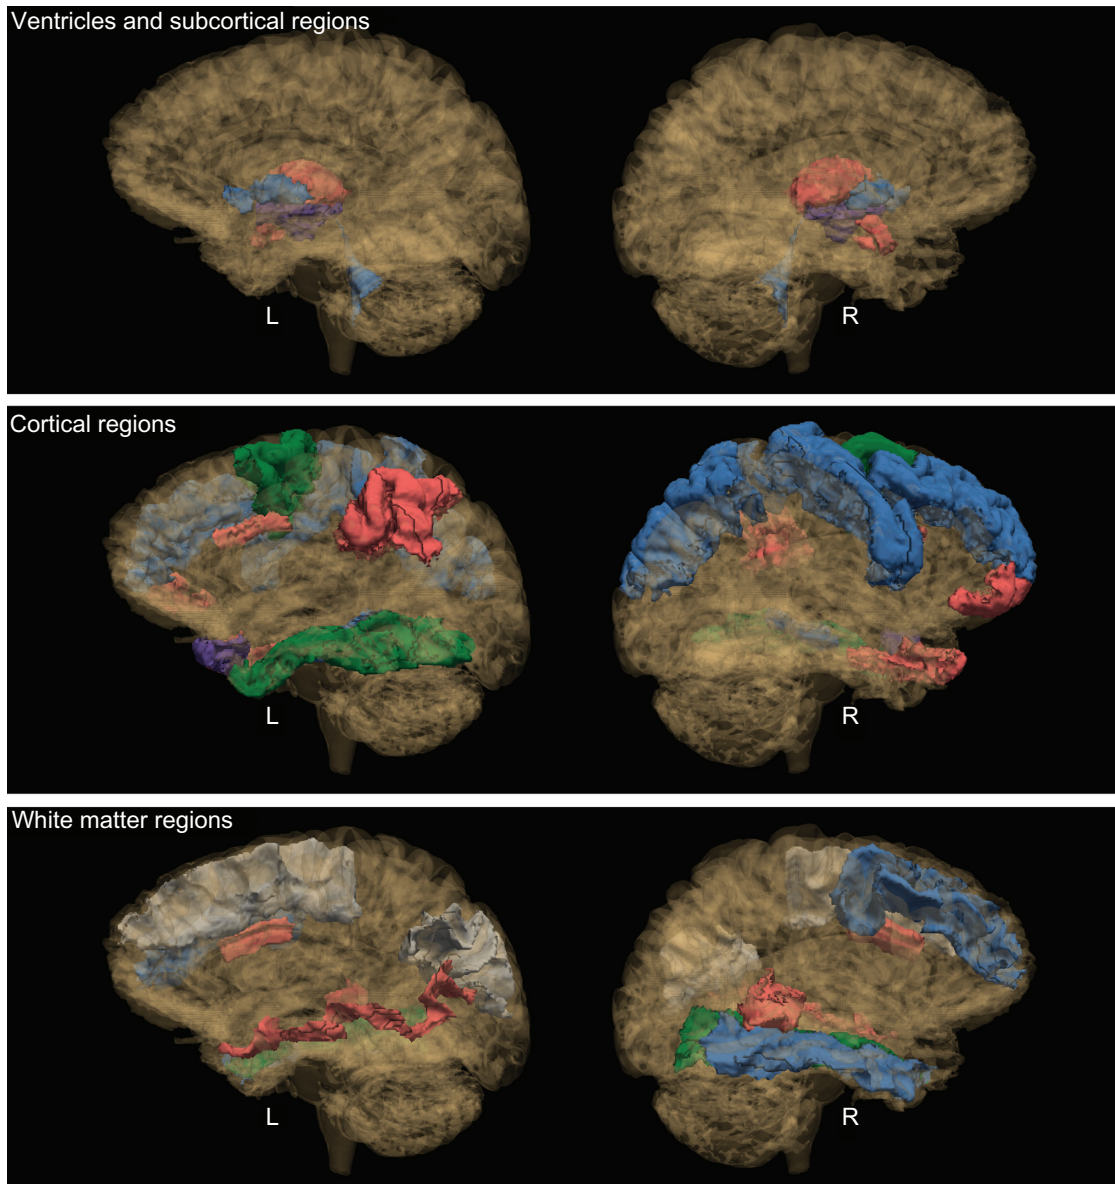 Ventricles and subcortical regions
L R
Cortical regions
L R
White matter regions
L R